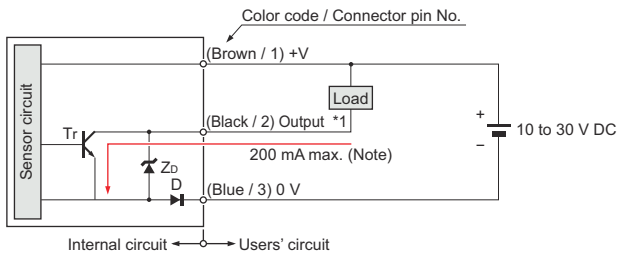 Color code / Connector pin No.
(Brown / 1) +V
Load
Sensor circuit
Tr
(Black / 2) Output *1
+
−
10 to 30 V DC
200 mA max. (Note)
ZD
D
(Blue / 3) 0 V
Internal circuit
Users' circuit